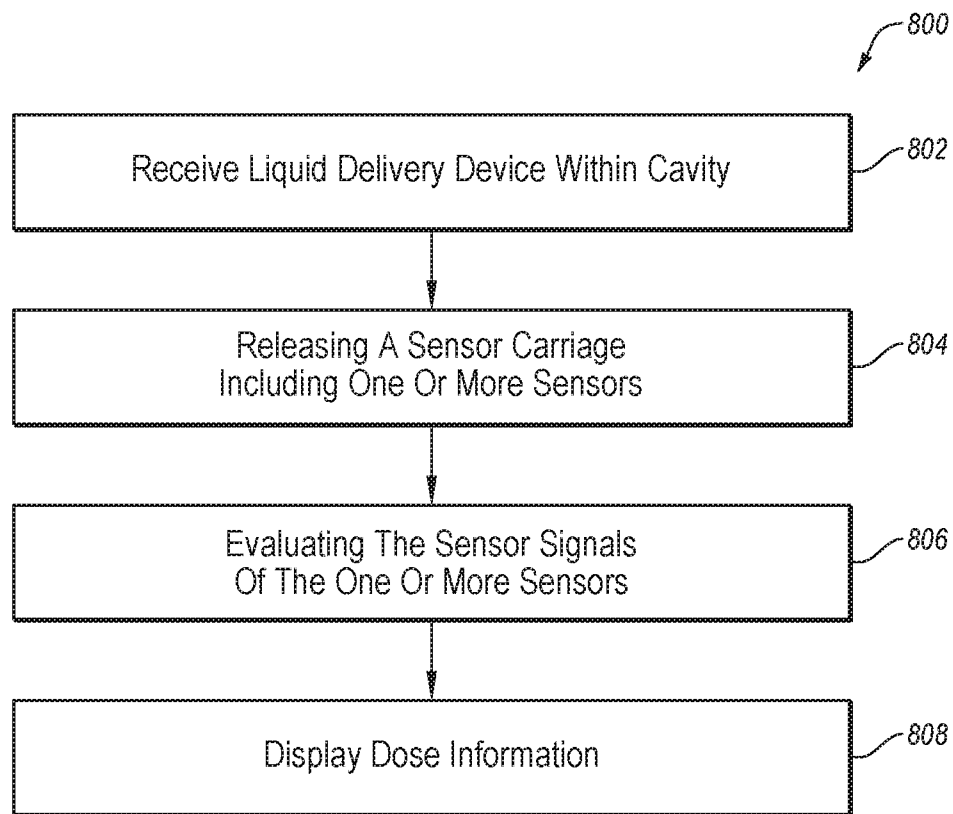 800
Receive Liquid Delivery Device Within Cavity
802
Releasing A Sensor Carriage
Including One Or More Sensors
804
Evaluating The Sensor Signals
Of The One Or More Sensors
806
Display Dose Information
808